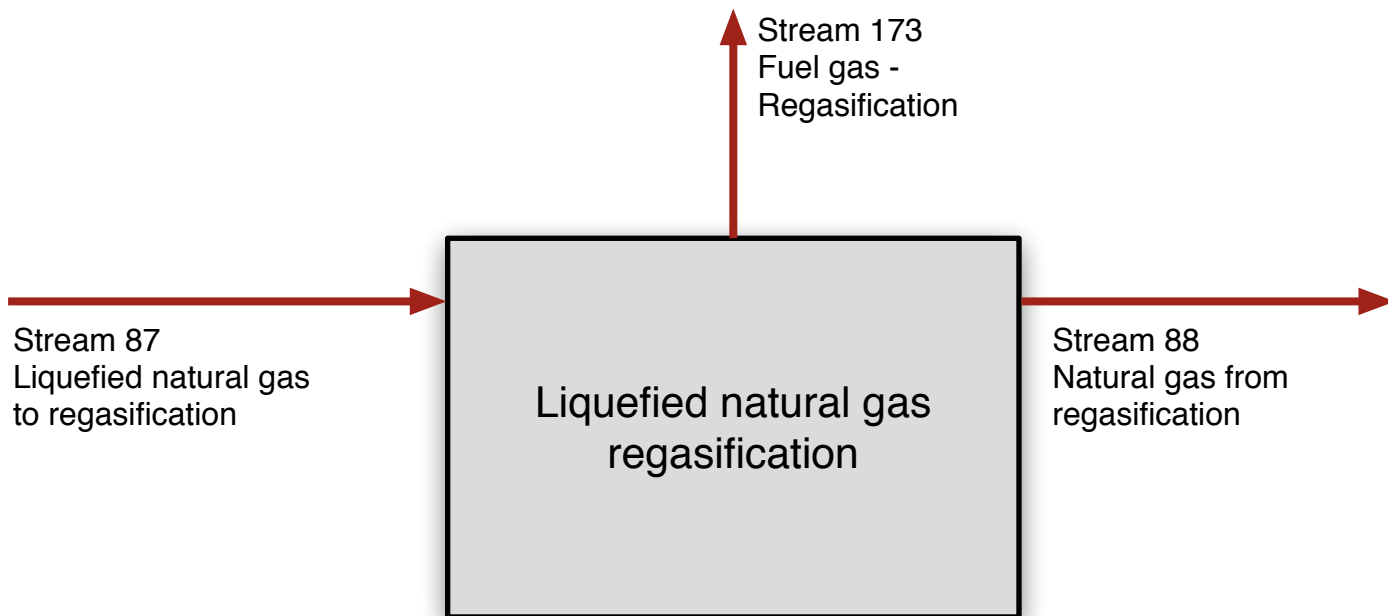 Stream 173
Fuel gas -
Regasification
Stream 87
Liquefied natural gas
to regasification
Liquefied natural gas
regasification
Stream 88
Natural gas from
regasification